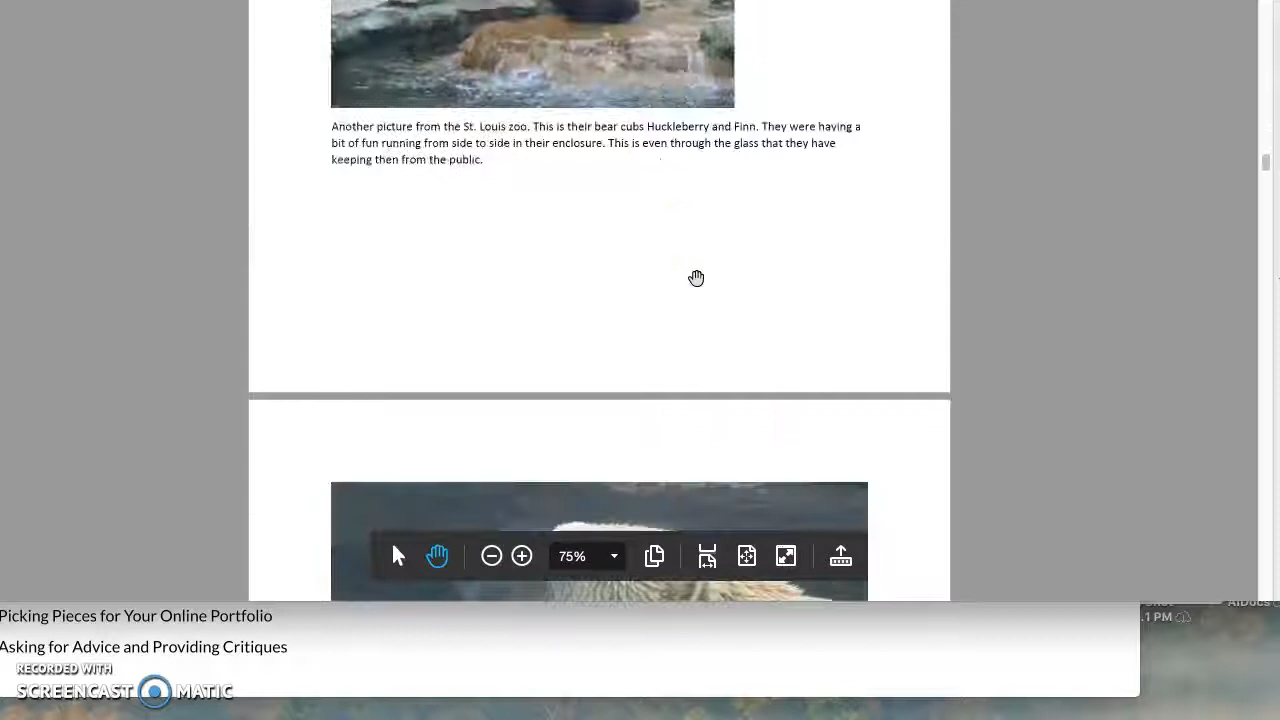 Another picture from the St. Louis zoo. This is their bear cubs Huckleberry and Finn. They were having a
bit of fun running from side to side in their enclosure. This is even through the glass that they have
keeping then from the public.
75%
Picking Pieces for Your Online Portfolio
Asking for Advice and Providing Critiques
.1 PM
RECORDED WITH
SCREENCAST MATIC